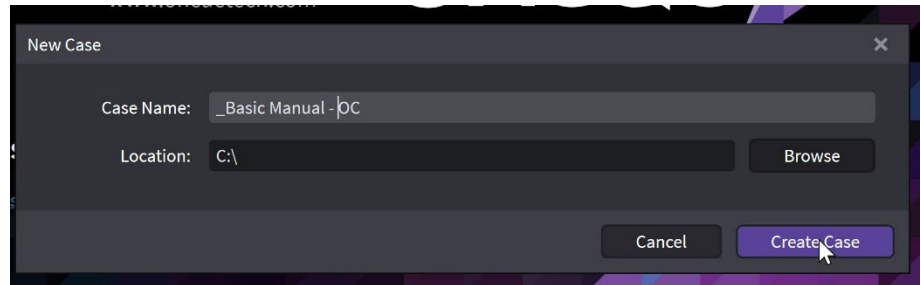 New Case
Case Name: _Basic Manual - OC
Location: C:\ Browse
Cancel Create Case